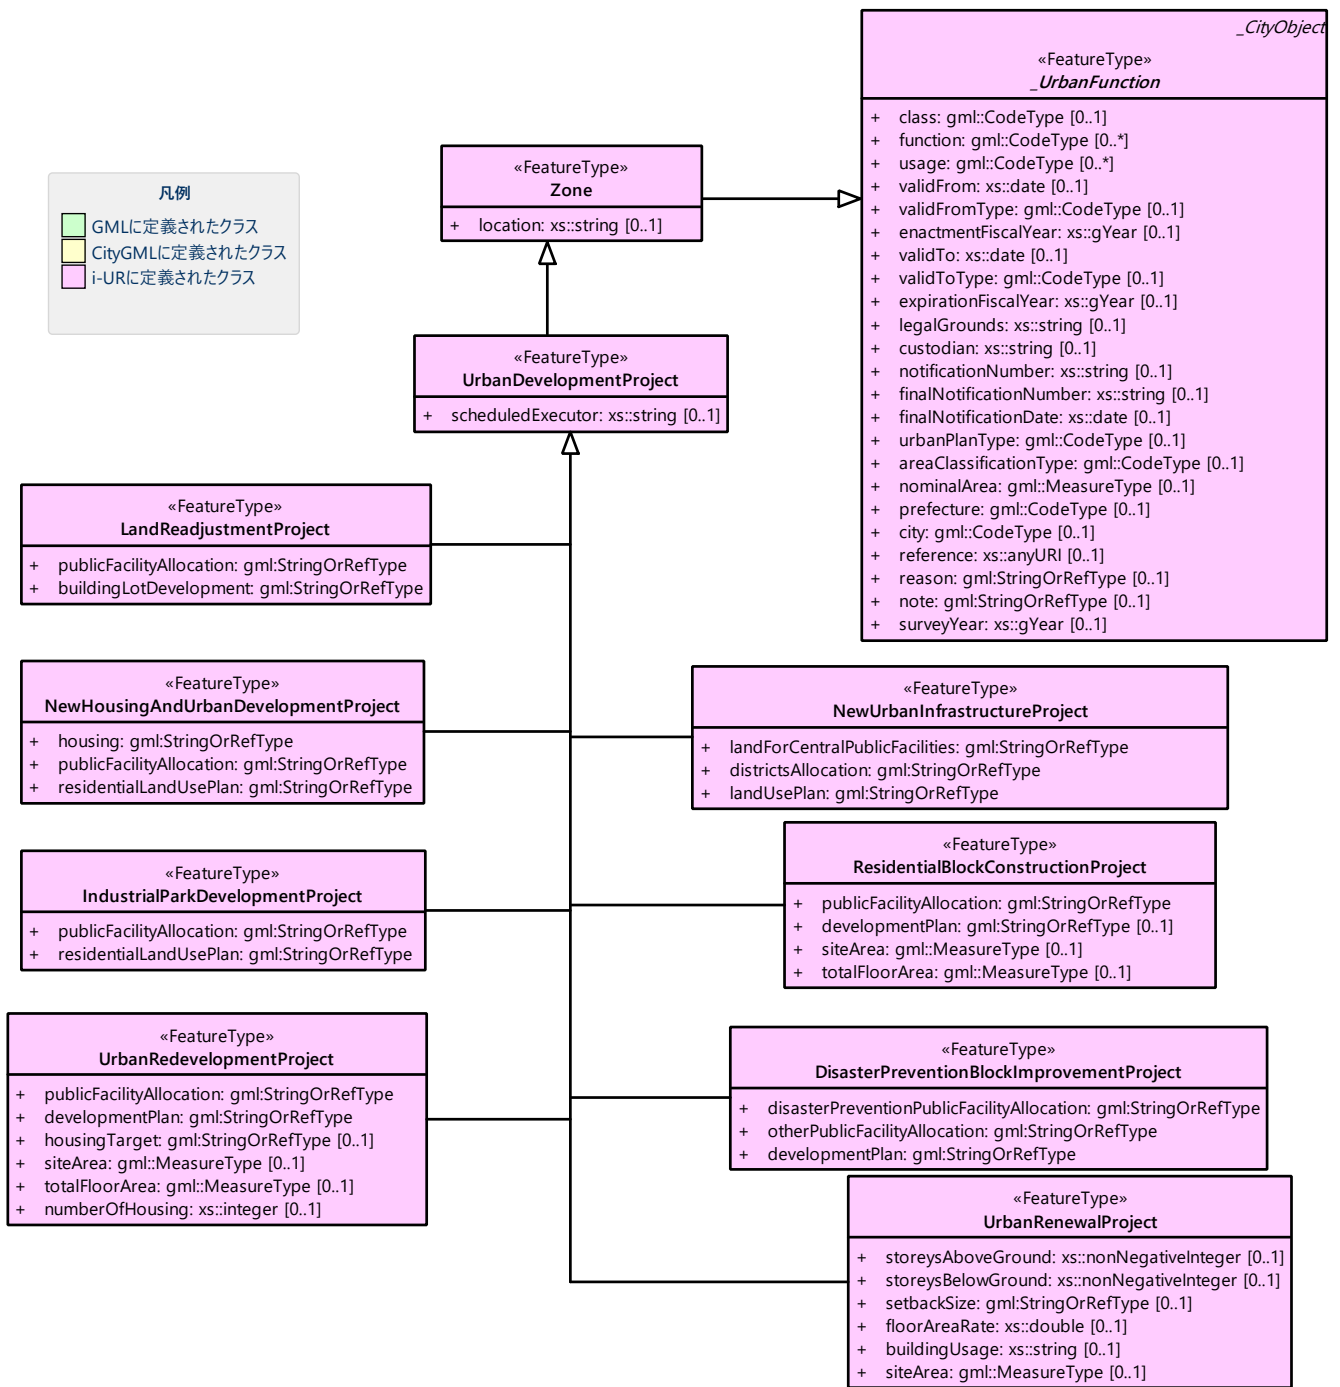 _CityObject
«FeatureType»
_UrbanFunction
+ class: gml::CodeType [0..1]
+ function: gml::CodeType [0..*]
+ usage: gml::CodeType [0..*]
+ validFrom: xs::date [0..1]
+ validFromType: gml::CodeType [0..1]
+ enactmentFiscalYear: xs::gYear [0..1]
+ validTo: xs::date [0..1]
+ validToType: gml::CodeType [0..1]
+ expirationFiscalYear: xs::gYear [0..1]
+ legalGrounds: xs::string [0..1]
+ custodian: xs::string [0..1]
+ notificationNumber: xs::string [0..1]
+ finalNotificationNumber: xs::string [0..1]
+ finalNotificationDate: xs::date [0..1]
+ urbanPlanType: gml::CodeType [0..1]
+ areaClassificationType: gml::CodeType [0..1]
+ nominalArea: gml::MeasureType [0..1]
+ prefecture: gml::CodeType [0..1]
+ city: gml::CodeType [0..1]
+ reference: xs::anyURI [0..1]
+ reason: gml:StringOrRefType [0..1]
+ note: gml:StringOrRefType [0..1]
+ surveyYear: xs::gYear [0..1]
«FeatureType»
Zone
+ location: xs::string [0..1]
凡例
GMLに定義されたクラス
CityGMLに定義されたクラス
i-URに定義されたクラス
«FeatureType»
UrbanDevelopmentProject
+ scheduledExecutor: xs::string [0..1]
«FeatureType»
LandReadjustmentProject
+ publicFacilityAllocation: gml:StringOrRefType
+ buildingLotDevelopment: gml:StringOrRefType
«FeatureType»
NewHousingAndUrbanDevelopmentProject
+ housing: gml:StringOrRefType
+ publicFacilityAllocation: gml:StringOrRefType
+ residentialLandUsePlan: gml:StringOrRefType
«FeatureType»
NewUrbanInfrastructureProject
+ landForCentralPublicFacilities: gml:StringOrRefType
+ districtsAllocation: gml:StringOrRefType
+ landUsePlan: gml:StringOrRefType
«FeatureType»
IndustrialParkDevelopmentProject
+ publicFacilityAllocation: gml:StringOrRefType
+ residentialLandUsePlan: gml:StringOrRefType
«FeatureType»
ResidentialBlockConstructionProject
+ publicFacilityAllocation: gml:StringOrRefType
+ developmentPlan: gml:StringOrRefType [0..1]
+ siteArea: gml::MeasureType [0..1]
+ totalFloorArea: gml::MeasureType [0..1]
«FeatureType»
UrbanRedevelopmentProject
+ publicFacilityAllocation: gml:StringOrRefType
+ developmentPlan: gml:StringOrRefType
+ housingTarget: gml:StringOrRefType [0..1]
+ siteArea: gml::MeasureType [0..1]
+ totalFloorArea: gml::MeasureType [0..1]
+ numberOfHousing: xs::integer [0..1]
«FeatureType»
DisasterPreventionBlockImprovementProject
+ disasterPreventionPublicFacilityAllocation: gml:StringOrRefType
+ otherPublicFacilityAllocation: gml:StringOrRefType
+ developmentPlan: gml:StringOrRefType
«FeatureType»
UrbanRenewalProject
+ storeysAboveGround: xs::nonNegativeInteger [0..1]
+ storeysBelowGround: xs::nonNegativeInteger [0..1]
+ setbackSize: gml:StringOrRefType [0..1]
+ floorAreaRate: xs::double [0..1]
+ buildingUsage: xs::string [0..1]
+ siteArea: gml::MeasureType [0..1]